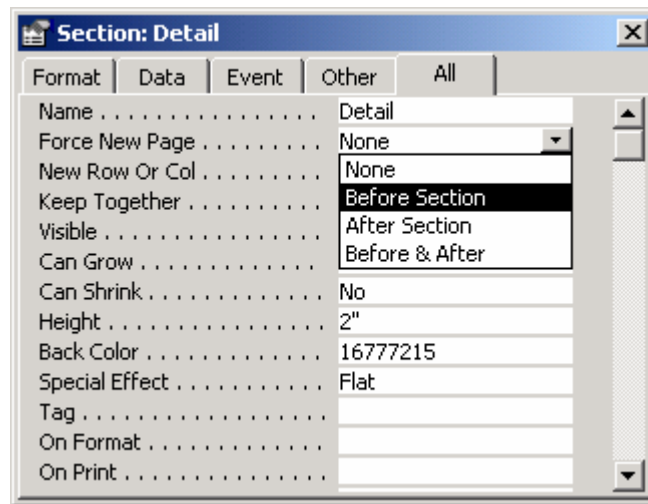 Section: Detail
Format Data Event Other All
Name . . . . . . . . . . . . . . . . . Detail
Force New Page . . . . . . . . . None
New Row Or Col . . . . . . . . . None
Keep Together . . . . . . . . . . Before Section
Visible . . . . . . . . . . . . . . . . . After Section
Can Grow . . . . . . . . . . . . . . Before & After
Can Shrink . . . . . . . . . . . . . No
Height . . . . . . . . . . . . . . . . . 2"
Back Color . . . . . . . . . . . . . 16777215
Special Effect . . . . . . . . . . . Flat
Tag . . . . . . . . . . . . . . . . . . .
On Format . . . . . . . . . . . . .
On Print . . . . . . . . . . . . . . .